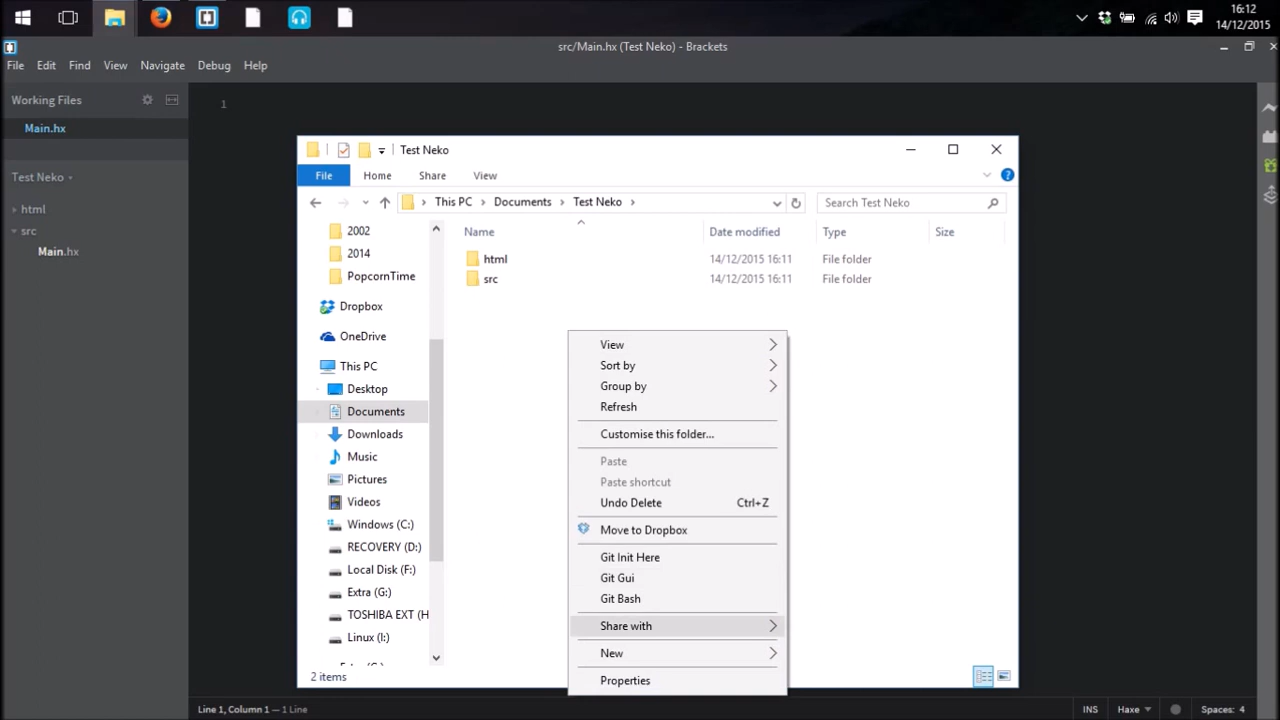 16:12
14/12/2015
src/Main.hx (Test Neko) - Brackets
File Edit Find View Navigate Debug Help
Working Files
Main.hx
Test Neko
html
src
Main.hx
1
Test Neko
File Home Share View
This PC Documents Test Neko
Search Test Neko
2002
2014
PopcornTime
Dropbox
OneDrive
This PC
Desktop
Documents
Downloads
Music
Pictures
Videos
Windows (C:)
RECOVERY (D:)
Local Disk (F:)
Extra (G:)
TOSHIBA EXT (H
Linux (I:)
Name Date modified Type Size
html 14/12/2015 16:11 File folder
src 14/12/2015 16:11 File folder
View
Sort by
Group by
Refresh
Customise this folder...
Paste
Paste shortcut
Undo Delete Ctrl+Z
Move to Dropbox
Git Init Here
Git Gui
Git Bash
Share with
New
Properties
2 items
Line 1, Column 1 — 1 Line
INS Haxe Spaces: 4